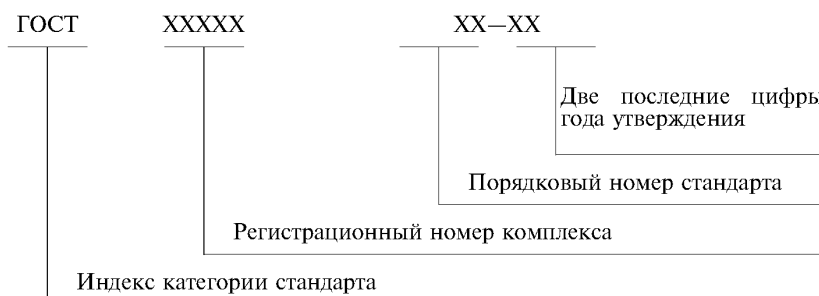 ГОСТ XXXXX XX—XX
Две последние цифры
года утверждения
Порядковый номер стандарта
Регистрационный номер комплекса
Индекс категории стандарта